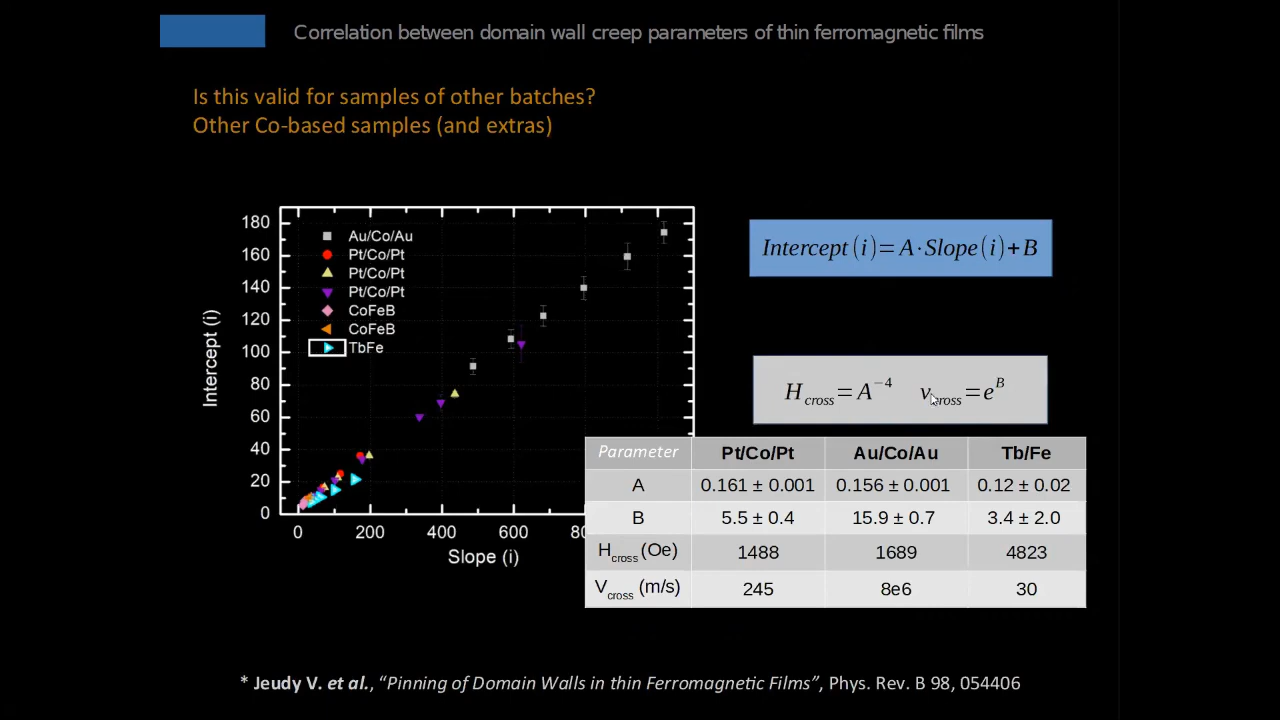 Correlation between domain wall creep parameters of thin ferromagnetic films
Is this valid for samples of other batches?
Other Co-based samples (and extras)
Intercept (i)
180
160
140
120
100
80
60
40
20
0
Au/Co/Au
Pt/Co/Pt
Pt/Co/Pt
Pt/Co/Pt
CoFeB
CoFeB
TbFe
0 200 400 600 80
Slope (i)
Intercept (i) = A · Slope (i) + B
H_cross = A^−4 v_cross = e^B
Parameter Pt/Co/Pt Au/Co/Au Tb/Fe
A 0.161 ± 0.001 0.156 ± 0.001 0.12 ± 0.02
B 5.5 ± 0.4 15.9 ± 0.7 3.4 ± 2.0
H_cross (Oe) 1488 1689 4823
V_cross (m/s) 245 8e6 30
* Jeudy V. et al., “Pinning of Domain Walls in thin Ferromagnetic Films”, Phys. Rev. B 98, 054406